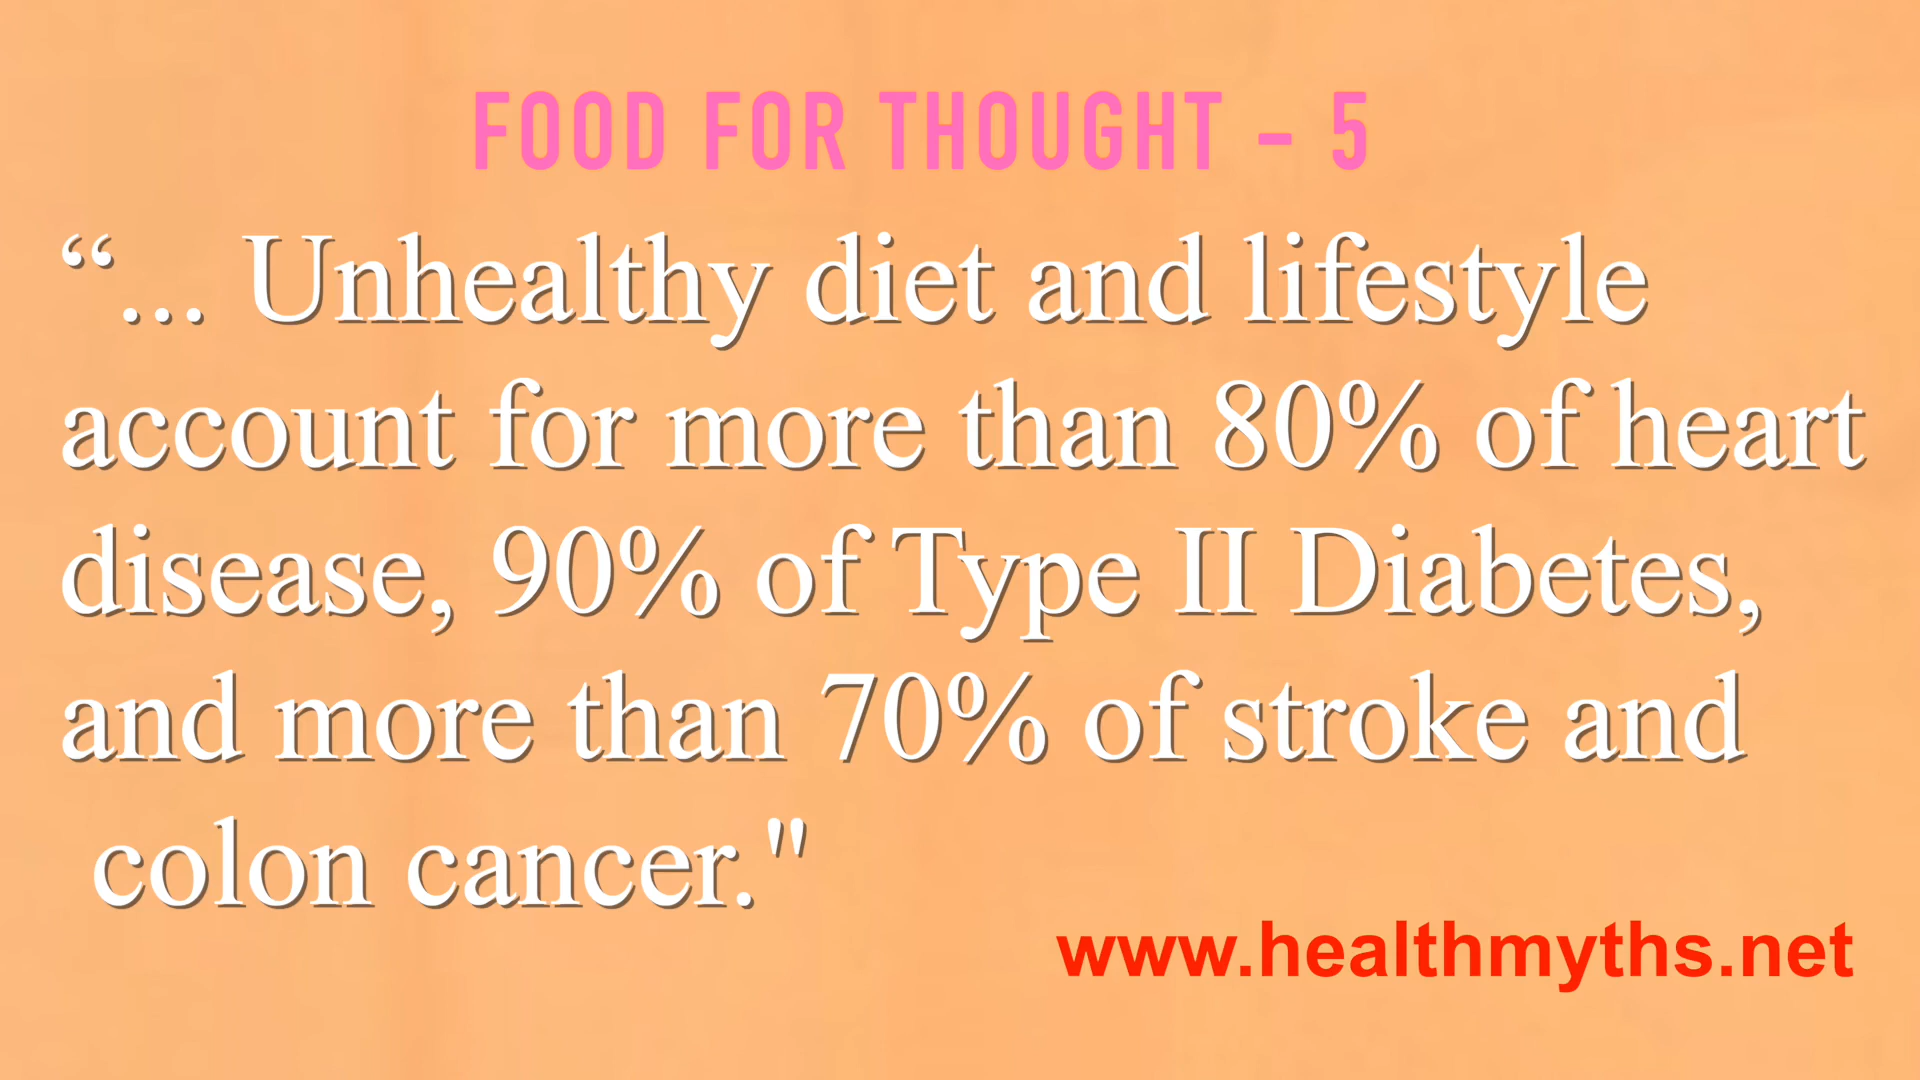 FOOD FOR THOUGHT – 5
“... Unhealthy diet and lifestyle
account for more than 80% of heart
disease, 90% of Type II Diabetes,
and more than 70% of stroke and
colon cancer."
www.healthmyths.net